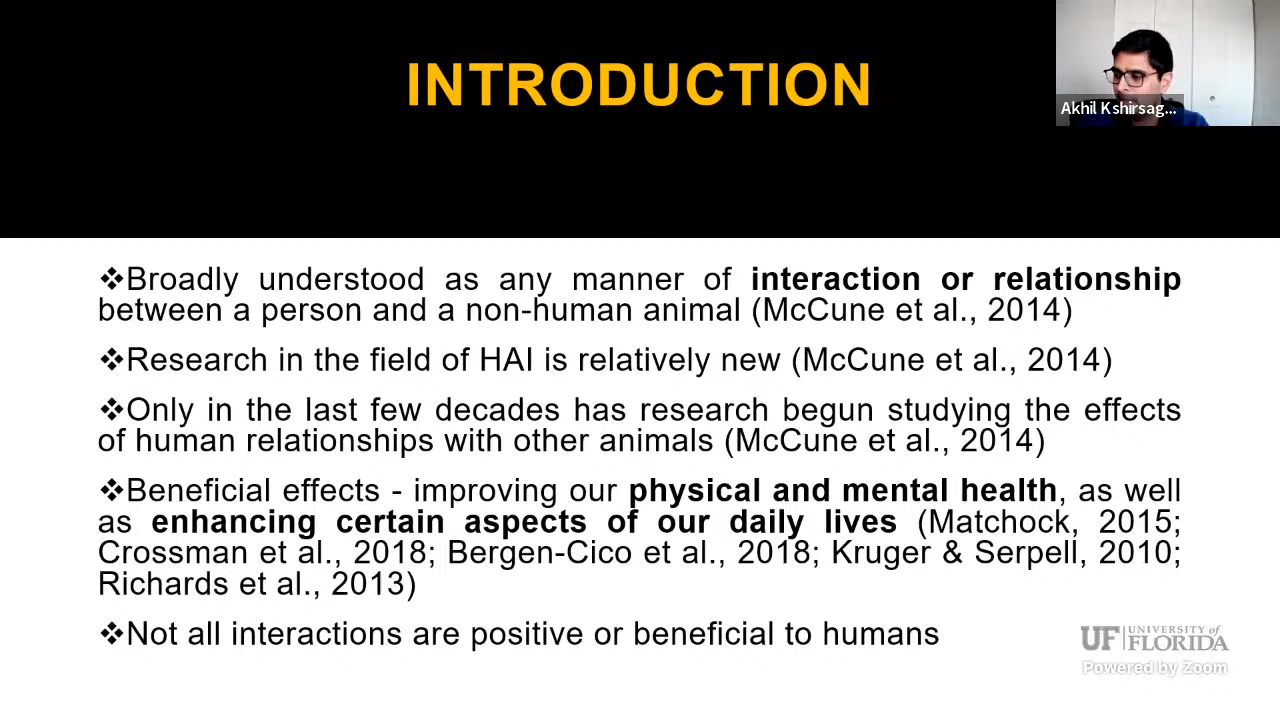 INTRODUCTION
Akhil Kshirsag...
❖Broadly understood as any manner of interaction or relationship
between a person and a non-human animal (McCune et al., 2014)
❖Research in the field of HAI is relatively new (McCune et al., 2014)
❖Only in the last few decades has research begun studying the effects
of human relationships with other animals (McCune et al., 2014)
❖Beneficial effects - improving our physical and mental health, as well
as enhancing certain aspects of our daily lives (Matchock, 2015;
Crossman et al., 2018; Bergen-Cico et al., 2018; Kruger & Serpell, 2010;
Richards et al., 2013)
❖Not all interactions are positive or beneficial to humans
UF UNIVERSITY of
FLORIDA
Powered by Zoom